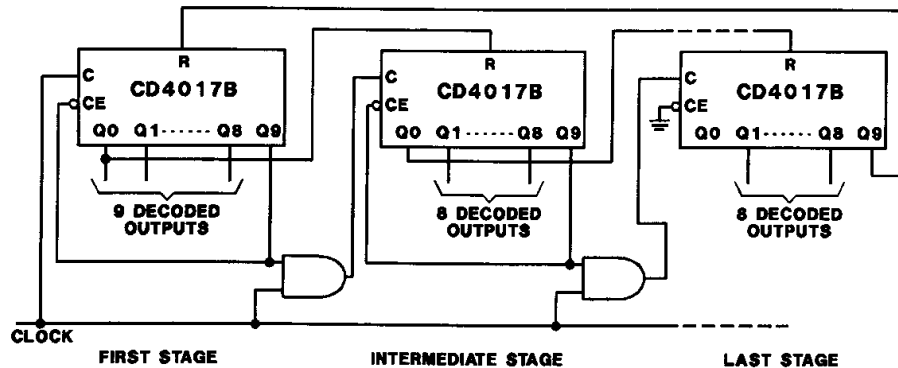 R
R
R
C
CD4017B
C
CD4017B
C
CD4017B
CE
CE
CE
Q0 Q1 ······ Q8 Q9
Q0 Q1 ······ Q8 Q9
Q0 Q1 ······ Q8 Q9
9 DECODED
OUTPUTS
8 DECODED
OUTPUTS
8 DECODED
OUTPUTS
CLOCK
FIRST STAGE
INTERMEDIATE STAGE
LAST STAGE